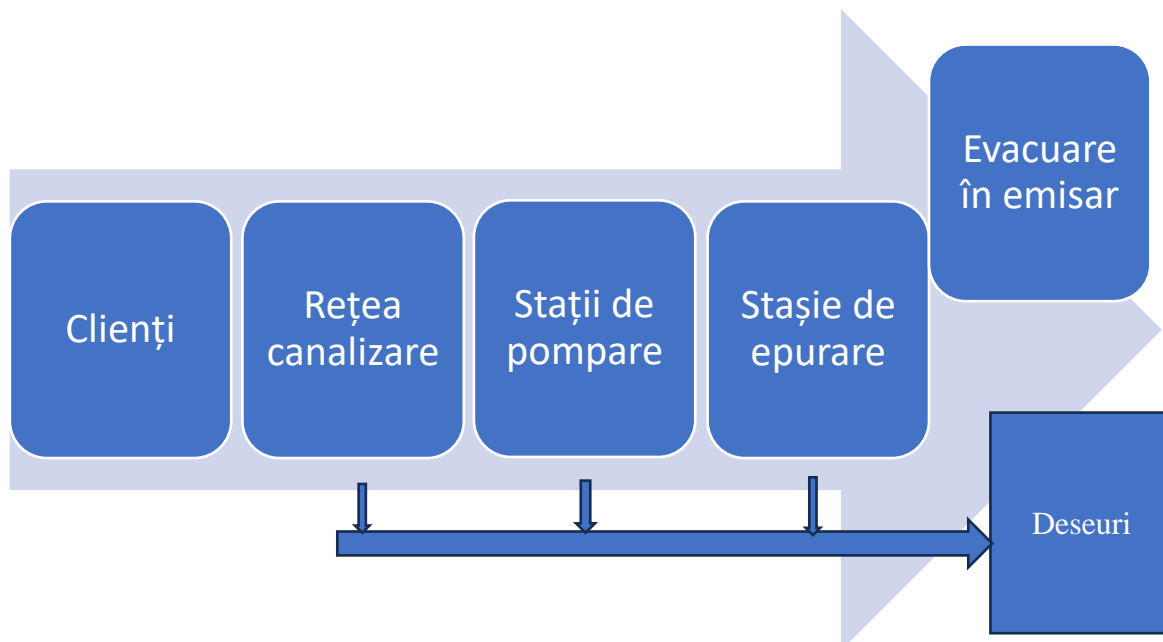 Clienți
Rețea
canalizare
Stații de
pompare
Stașie de
epurare
Evacuare
în emisar
Deseuri